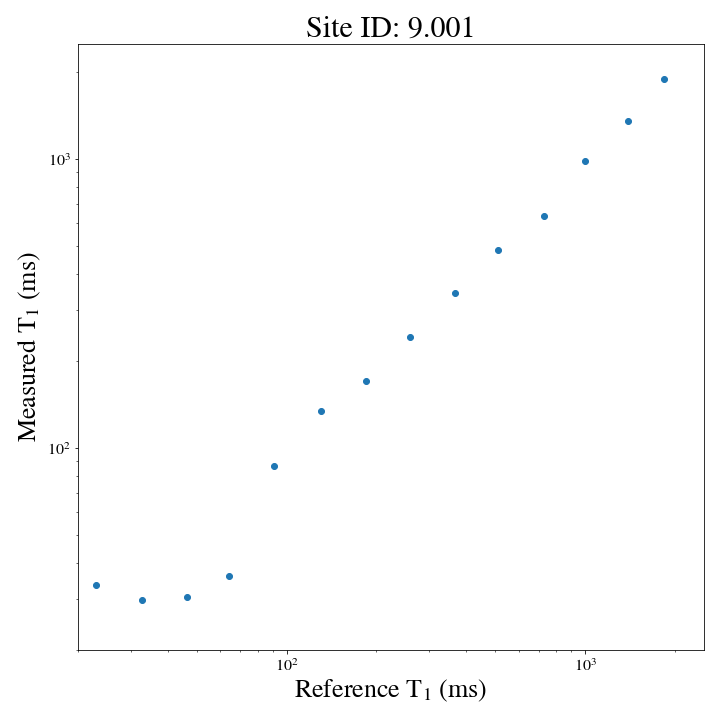 Site ID: 9.001
Measured T₁ (ms)
10³
10²
10²
10³
Reference T₁ (ms)